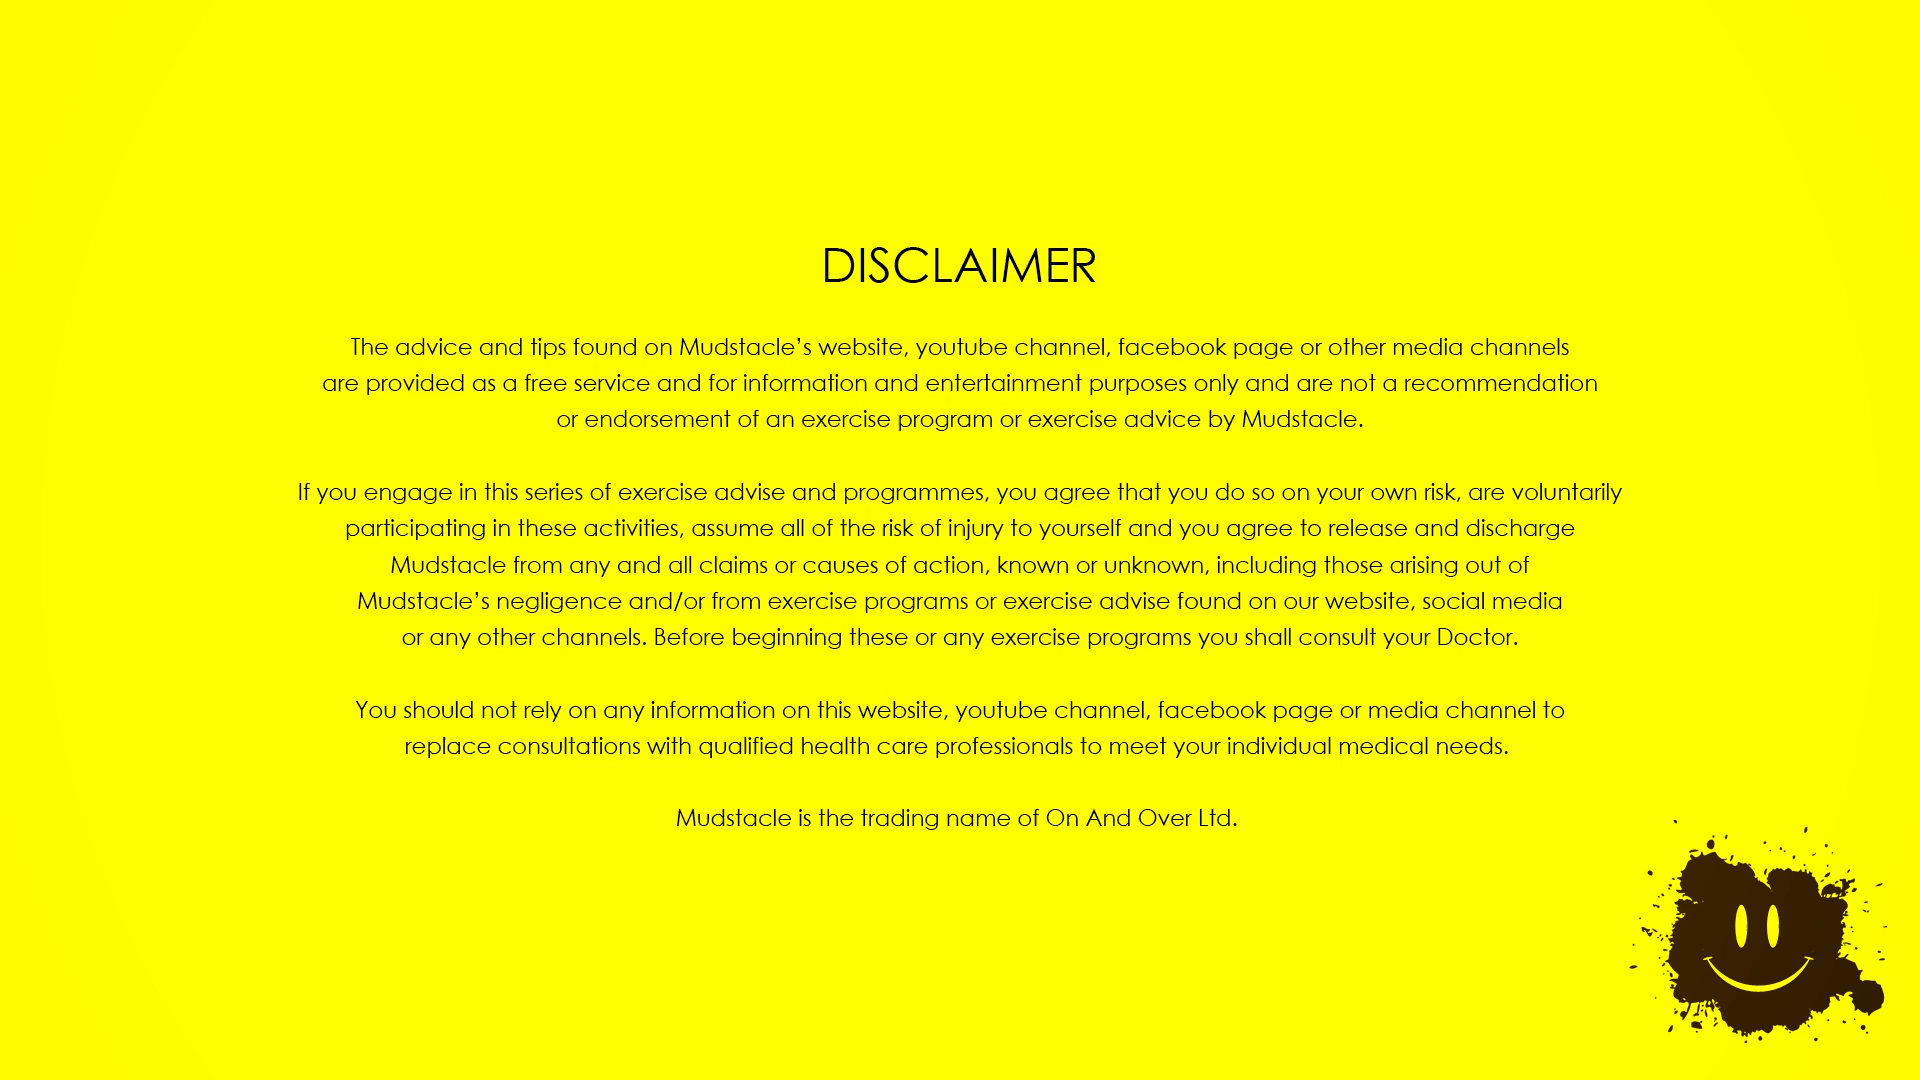 DISCLAIMER
The advice and tips found on Mudstacle’s website, youtube channel, facebook page or other media channels
are provided as a free service and for information and entertainment purposes only and are not a recommendation
or endorsement of an exercise program or exercise advice by Mudstacle.
If you engage in this series of exercise advise and programmes, you agree that you do so on your own risk, are voluntarily
participating in these activities, assume all of the risk of injury to yourself and you agree to release and discharge
Mudstacle from any and all claims or causes of action, known or unknown, including those arising out of
Mudstacle’s negligence and/or from exercise programs or exercise advise found on our website, social media
or any other channels. Before beginning these or any exercise programs you shall consult your Doctor.
You should not rely on any information on this website, youtube channel, facebook page or media channel to
replace consultations with qualified health care professionals to meet your individual medical needs.
Mudstacle is the trading name of On And Over Ltd.